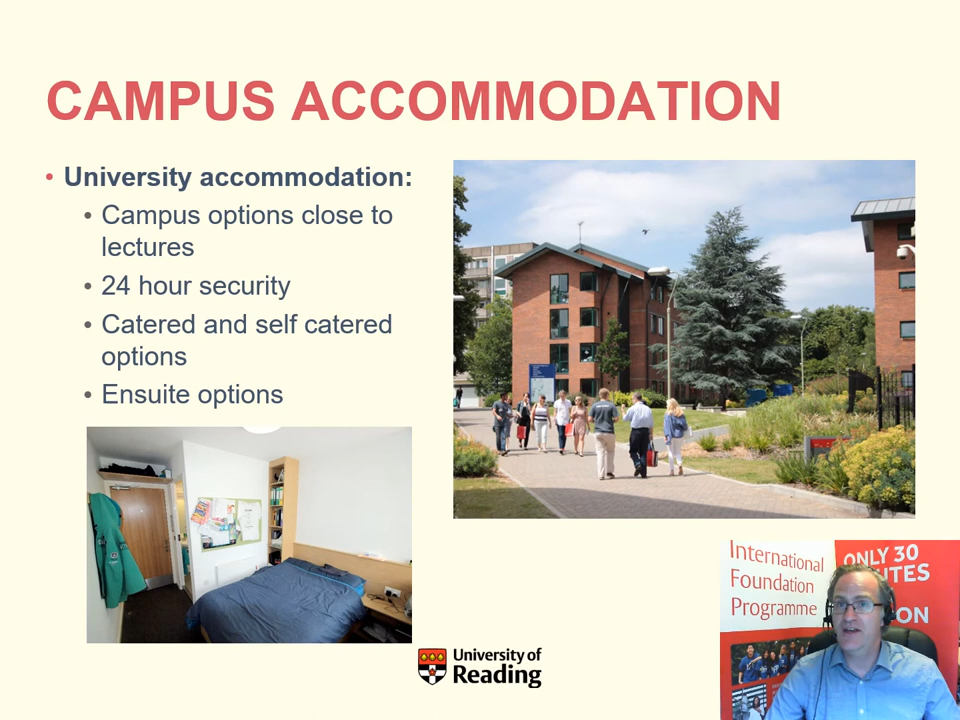 CAMPUS ACCOMMODATION
• University accommodation:
• Campus options close to
lectures
• 24 hour security
• Catered and self catered
options
• Ensuite options
University of
Reading
International
Foundation
Programme
ONLY 30
ON